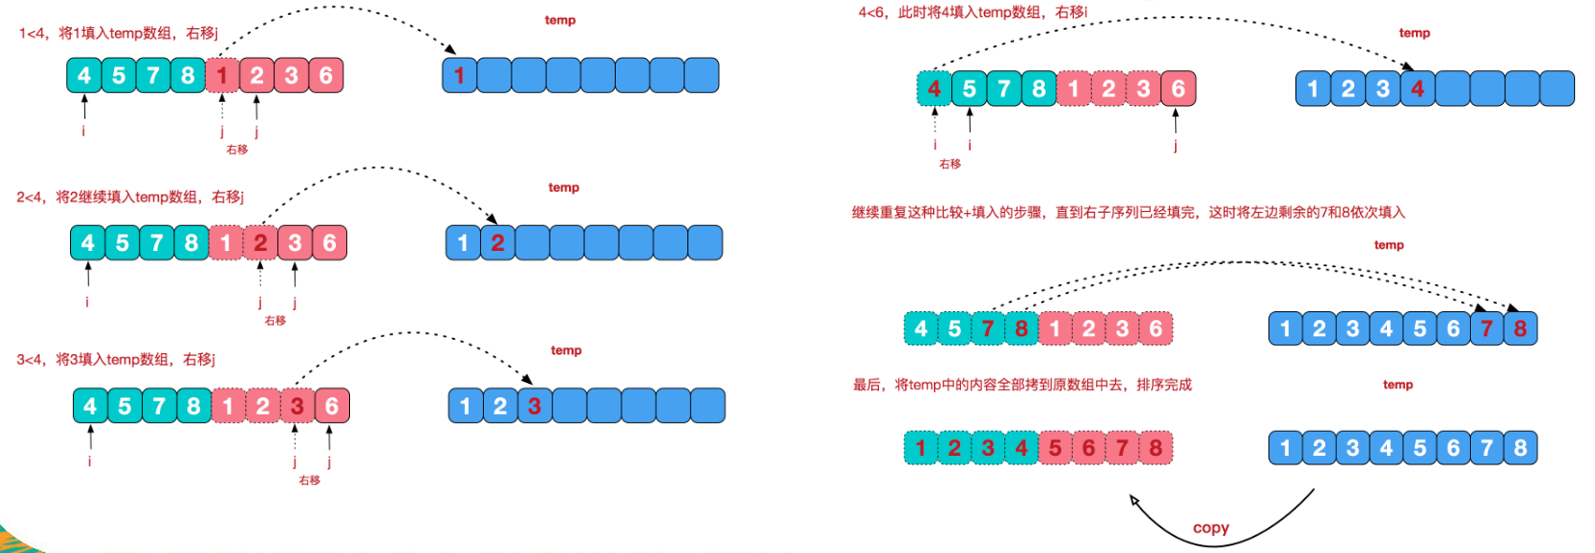 1<4，将1填入temp数组，右移j
temp
4 5 7 8 1 2 3 6
1
i
j
j
右移
2<4，将2继续填入temp数组，右移j
temp
4 5 7 8 1 2 3 6
1 2
i
j
j
右移
3<4，将3填入temp数组，右移j
temp
4 5 7 8 1 2 3 6
1 2 3
i
j
j
右移
4<6，此时将4填入temp数组，右移i
temp
4 5 7 8 1 2 3 6
1 2 3 4
i
i
j
右移
继续重复这种比较+填入的步骤，直到右子序列已经填完，这时将左边剩余的7和8依次填入
temp
4 5 7 8 1 2 3 6
1 2 3 4 5 6 7 8
最后，将temp中的内容全部拷到原数组中去，排序完成
temp
1 2 3 4 5 6 7 8
1 2 3 4 5 6 7 8
copy